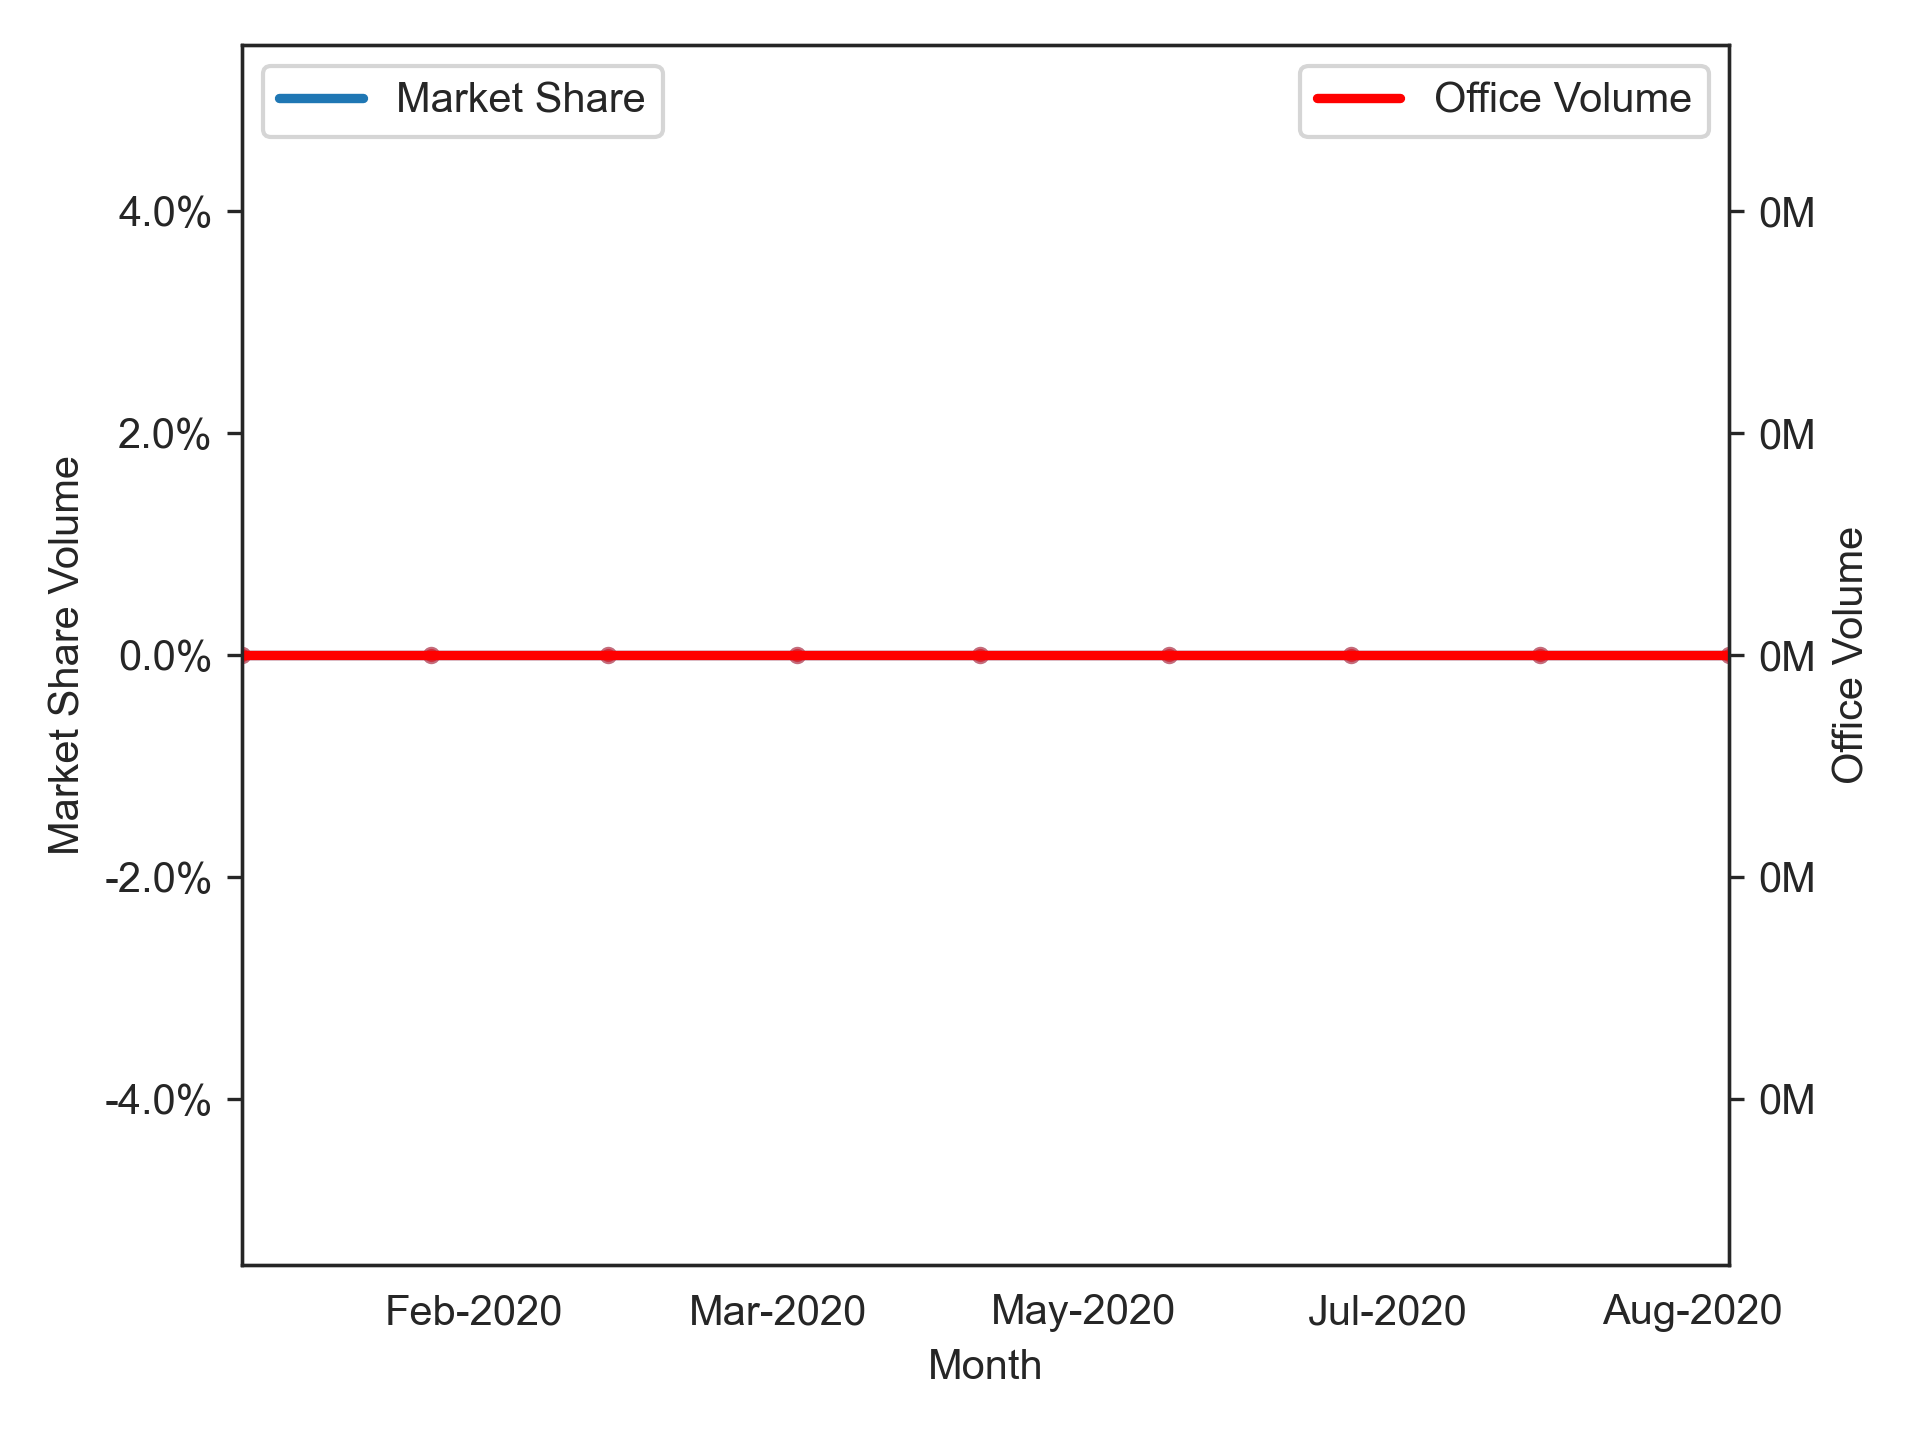 Market Share
Office Volume
4.0%
2.0%
0.0%
-2.0%
-4.0%
0M
0M
0M
0M
0M
Market Share Volume
Office Volume
Feb-2020
Mar-2020
May-2020
Jul-2020
Aug-2020
Month